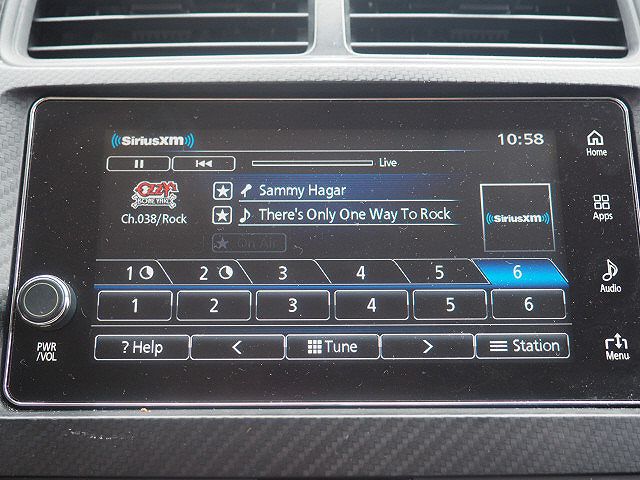 ((SiriusXM))
10:58
Live
Home
OZZY'S
BONEYARD
Sammy Hagar
Ch.038/Rock
There's Only One Way To Rock
((SiriusXM))
Apps
On Air
1 2 3 4 5 6
Audio
1 2 3 4 5 6
PWR
/VOL
? Help < Tune > Station
Menu